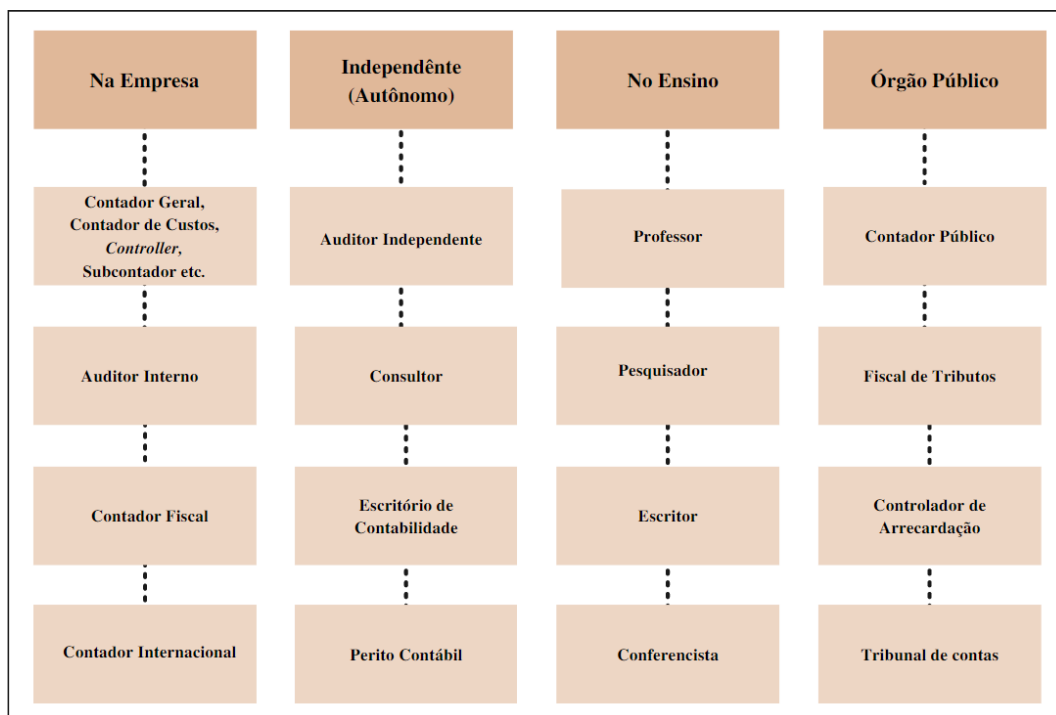 Na Empresa
Contador Geral,
Contador de Custos,
Controller,
Subcontador etc.
Auditor Interno
Contador Fiscal
Contador Internacional
Independênte
(Autônomo)
Auditor Independente
Consultor
Escritório de
Contabilidade
Perito Contábil
No Ensino
Professor
Pesquisador
Escritor
Conferencista
Órgão Público
Contador Público
Fiscal de Tributos
Controlador de
Arrecardação
Tribunal de contas